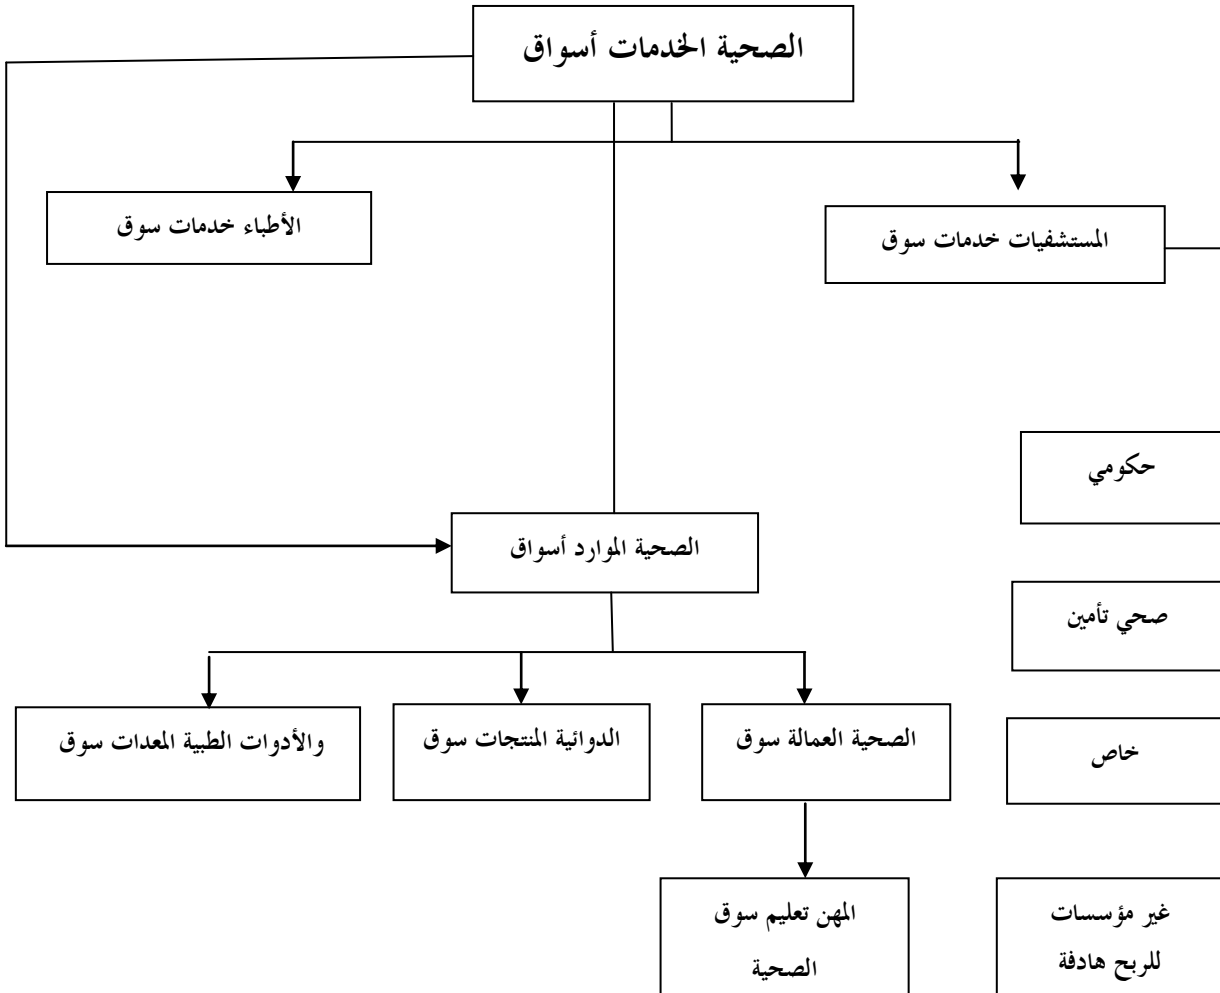 الصحية الخدمات أسواق
المستشفيات خدمات سوق
الأطباء خدمات سوق
حكومي
الصحية الموارد أسواق
صحي تأمين
خاص
الصحية العمالة سوق
الدوائية المنتجات سوق
والأدوات الطبية المعدات سوق
غير مؤسسات
للربح هادفة
المهن تعليم سوق
الصحية